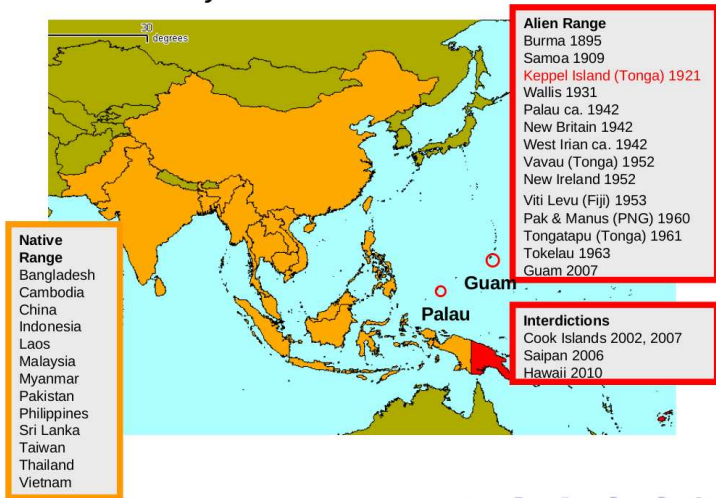 30
degrees
Alien Range
Burma 1895
Samoa 1909
Keppel Island (Tonga) 1921
Wallis 1931
Palau ca. 1942
New Britain 1942
West Irian ca. 1942
Vavau (Tonga) 1952
New Ireland 1952
Viti Levu (Fiji) 1953
Pak & Manus (PNG) 1960
Tongatapu (Tonga) 1961
Tokelau 1963
Guam 2007
Guam
Palau
Interdictions
Cook Islands 2002, 2007
Saipan 2006
Hawaii 2010
Native
Range
Bangladesh
Cambodia
China
Indonesia
Laos
Malaysia
Myanmar
Pakistan
Philippines
Sri Lanka
Taiwan
Thailand
Vietnam